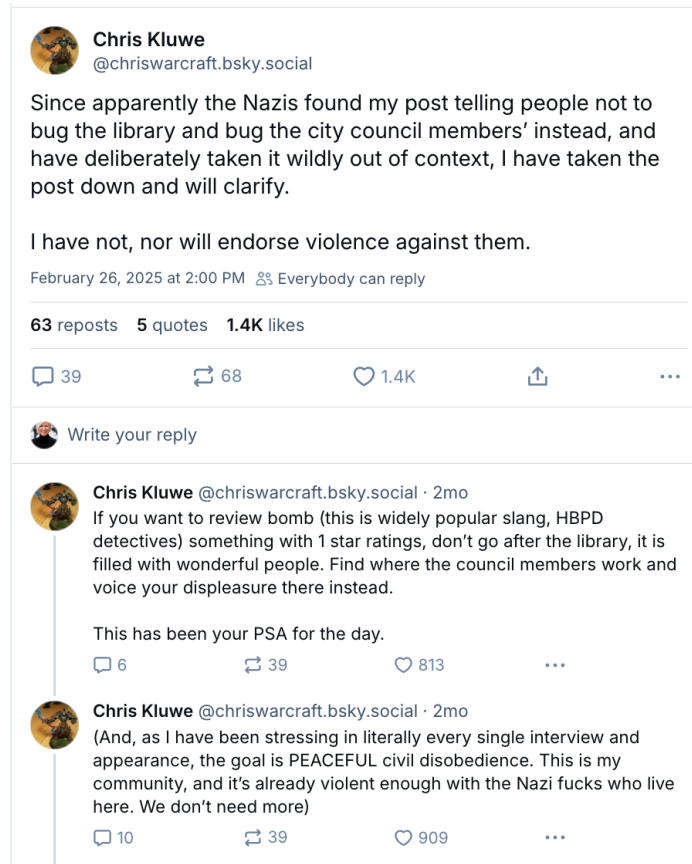 Chris Kluwe
@chriswarcraft.bsky.social
Since apparently the Nazis found my post telling people not to
bug the library and bug the city council members’ instead, and
have deliberately taken it wildly out of context, I have taken the
post down and will clarify.
I have not, nor will endorse violence against them.
February 26, 2025 at 2:00 PM Everybody can reply
63 reposts 5 quotes 1.4K likes
39 68 1.4K
Write your reply
Chris Kluwe @chriswarcraft.bsky.social · 2mo
If you want to review bomb (this is widely popular slang, HBPD
detectives) something with 1 star ratings, don’t go after the library, it is
filled with wonderful people. Find where the council members work and
voice your displeasure there instead.
This has been your PSA for the day.
6 39 813
Chris Kluwe @chriswarcraft.bsky.social · 2mo
(And, as I have been stressing in literally every single interview and
appearance, the goal is PEACEFUL civil disobedience. This is my
community, and it’s already violent enough with the Nazi fucks who live
here. We don’t need more)
10 39 909